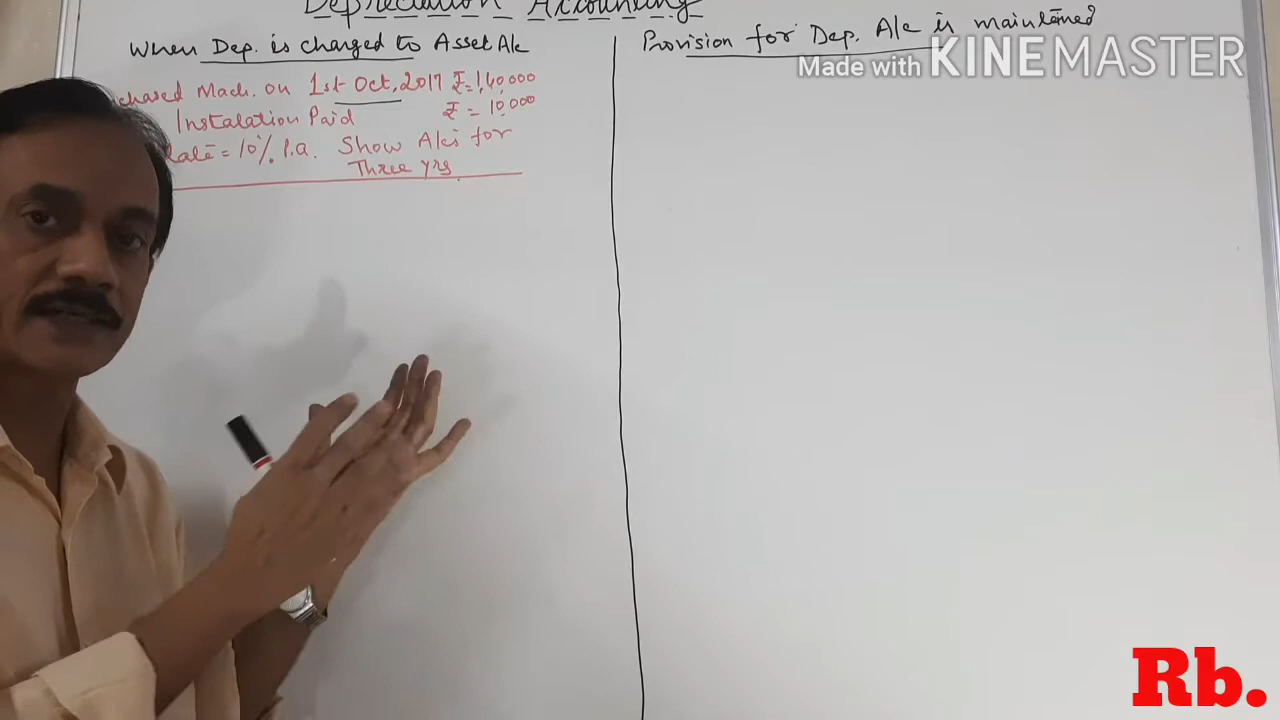 Depreciation Accounting
When Dep. is charged to Asset A/c
Mach. on 1st Oct, 2017 ₹ = 1,40,000
Instalation Paid ₹ = 10,000
= 10% P.a. Show A/cs for
Three yrs.
Provision for Dep. A/c is maintained
Made with KINEMASTER
Rb.